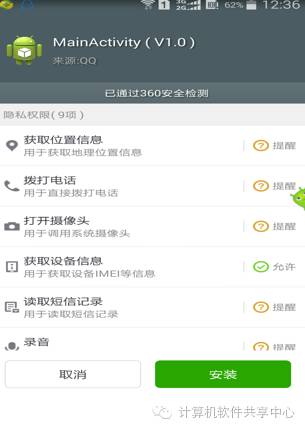 1
3G
2G
62%
12:36
MainActivity ( V1.0 )
来源:QQ
已通过360安全检测
隐私权限( 9项 )
获取位置信息
用于获取地理位置信息
提醒
拨打电话
用于直接拨打电话
提醒
打开摄像头
用于调用系统摄像头
提醒
获取设备信息
用于获取设备IMEI等信息
允许
读取短信记录
用于读取短信记录
提醒
录音
提醒
取消
安装
计算机软件共享中心